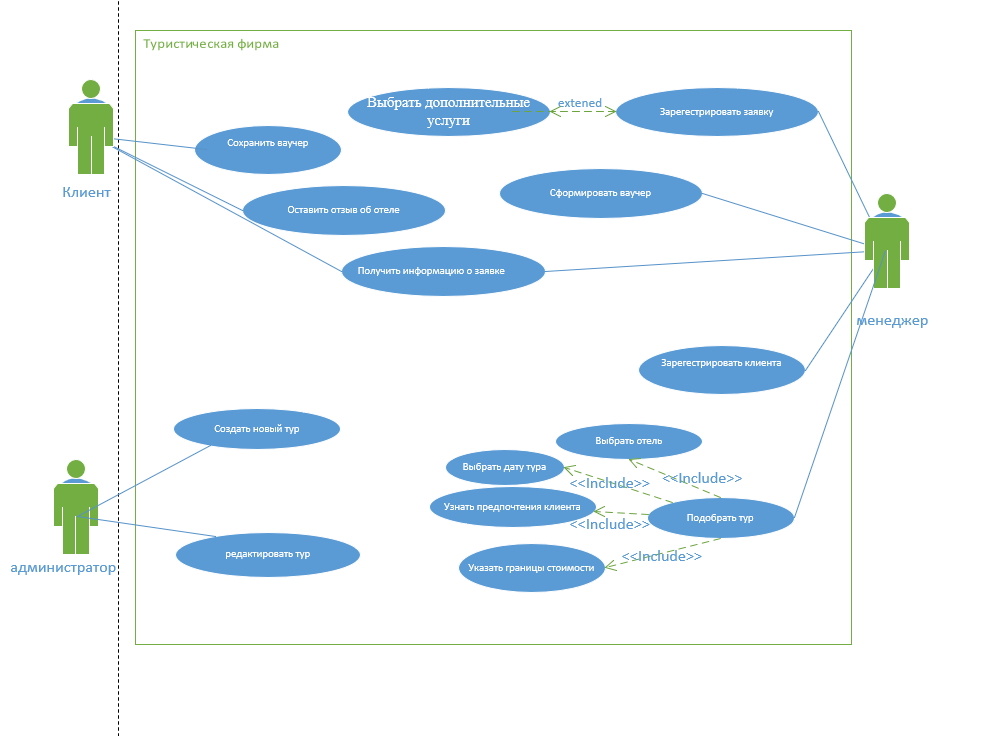 Туристическая фирма
Выбрать дополнительные
услуги
extened
Зарегестрировать заявку
Сохранить ваучер
Клиент
Сформировать ваучер
Оставить отзыв об отеле
Получить информацию о заявке
менеджер
Зарегестрировать клиента
Создать новый тур
Выбрать отель
Выбрать дату тура
<<Include>>
<<Include>>
Узнать предпочтения клиента
<<Include>>
Подобрать тур
редактировать тур
<<Include>>
Указать границы стоимости
администратор